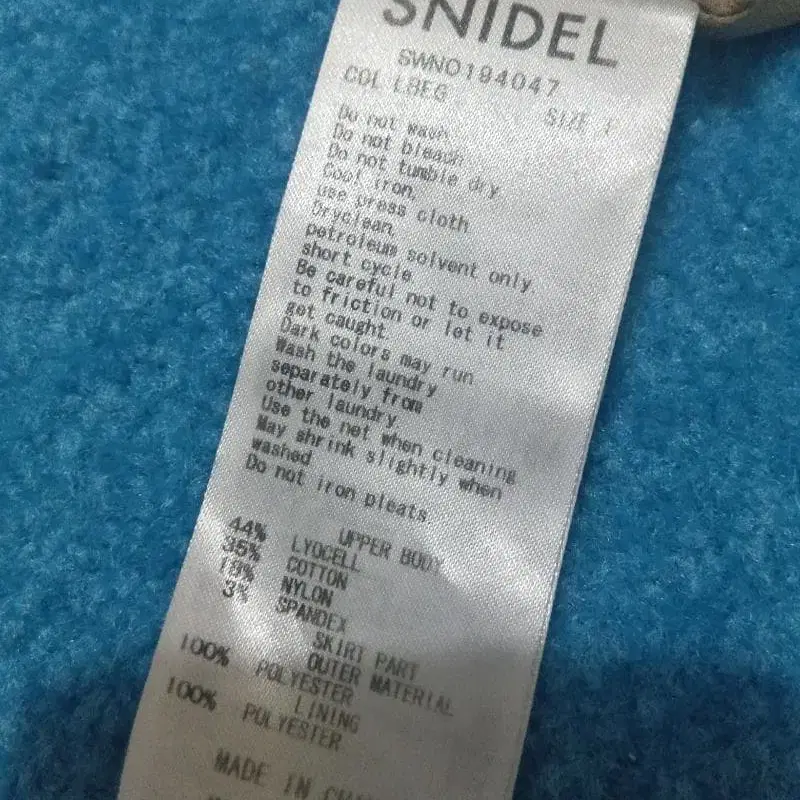 SNIDEL
SWNO194047
COL LBEG
SIZE F
Do not wash
Do not bleach
Do not tumble dry
Cool iron,
use press cloth
Dryclean,
petroleum solvent only,
short cycle
Be careful not to expose
to friction or let it
get caught
Dark colors may run
Wash the laundry
separately from
other laundry
Use the net when cleaning
May shrink slightly when
washed
Do not iron pleats
UPPER BODY
44% LYOCELL
35% COTTON
18% NYLON
3% SPANDEX
SKIRT PART
OUTER MATERIAL
100% POLYESTER
LINING
100% POLYESTER
MADE IN